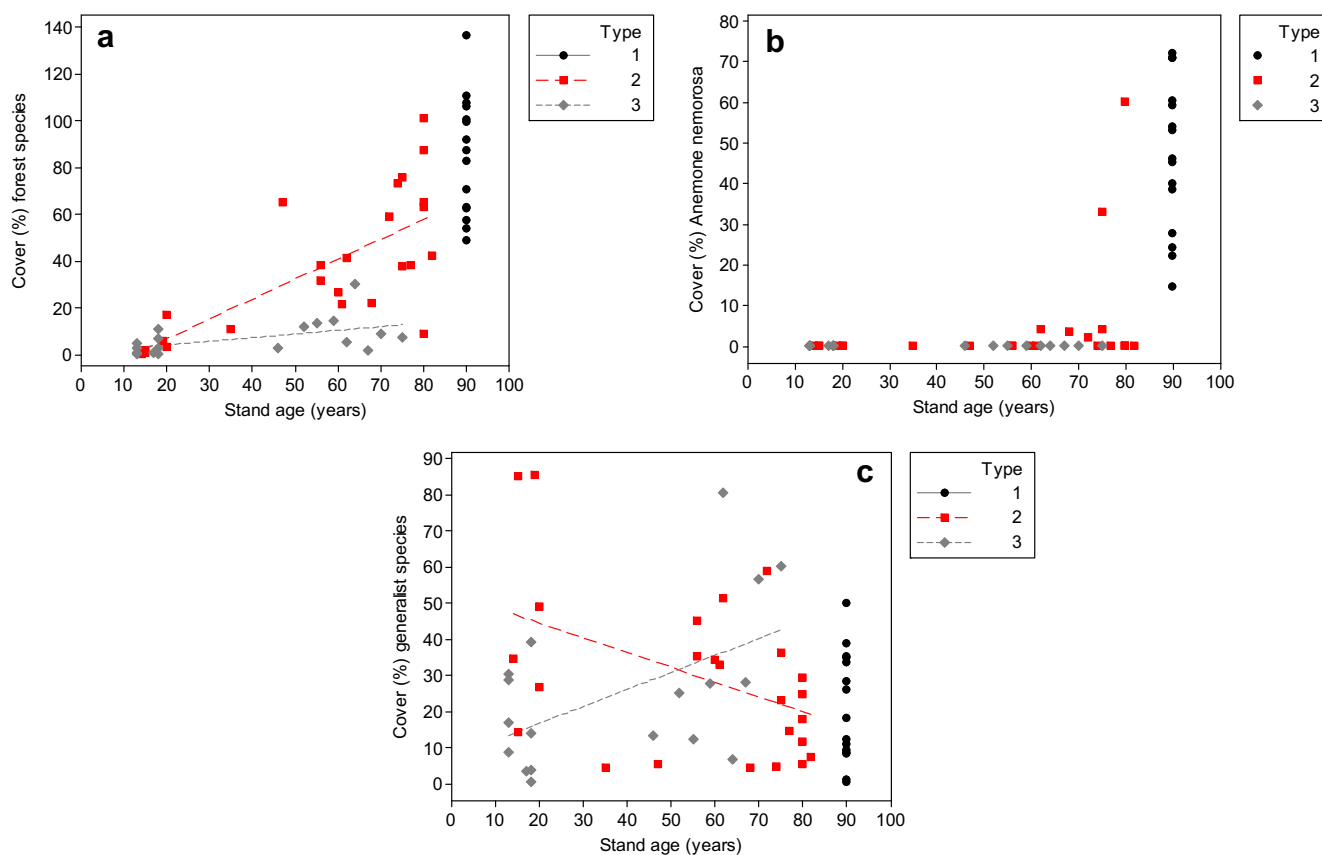 a
140
120
100
80
60
40
20
0
Cover (%) forest species
0 10 20 30 40 50 60 70 80 90 100
Stand age (years)
Type
1
2
3
b
80
70
60
50
40
30
20
10
0
Cover (%) Anemone nemorosa
0 10 20 30 40 50 60 70 80 90 100
Stand age (years)
Type
1
2
3
c
90
80
70
60
50
40
30
20
10
0
Cover (%) generalist species
0 10 20 30 40 50 60 70 80 90 100
Stand age (years)
Type
1
2
3